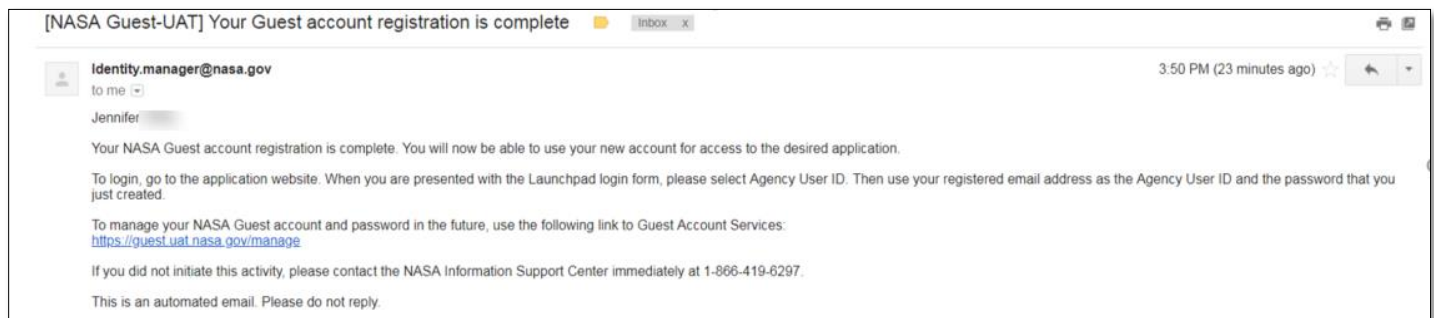 [NASA Guest-UAT] Your Guest account registration is complete Inbox x
Identity.manager@nasa.gov 3:50 PM (23 minutes ago)
to me
Jennifer
Your NASA Guest account registration is complete. You will now be able to use your new account for access to the desired application.
To login, go to the application website. When you are presented with the Launchpad login form, please select Agency User ID. Then use your registered email address as the Agency User ID and the password that you
just created.
To manage your NASA Guest account and password in the future, use the following link to Guest Account Services:
https://guest.uat.nasa.gov/manage
If you did not initiate this activity, please contact the NASA Information Support Center immediately at 1-866-419-6297.
This is an automated email. Please do not reply.